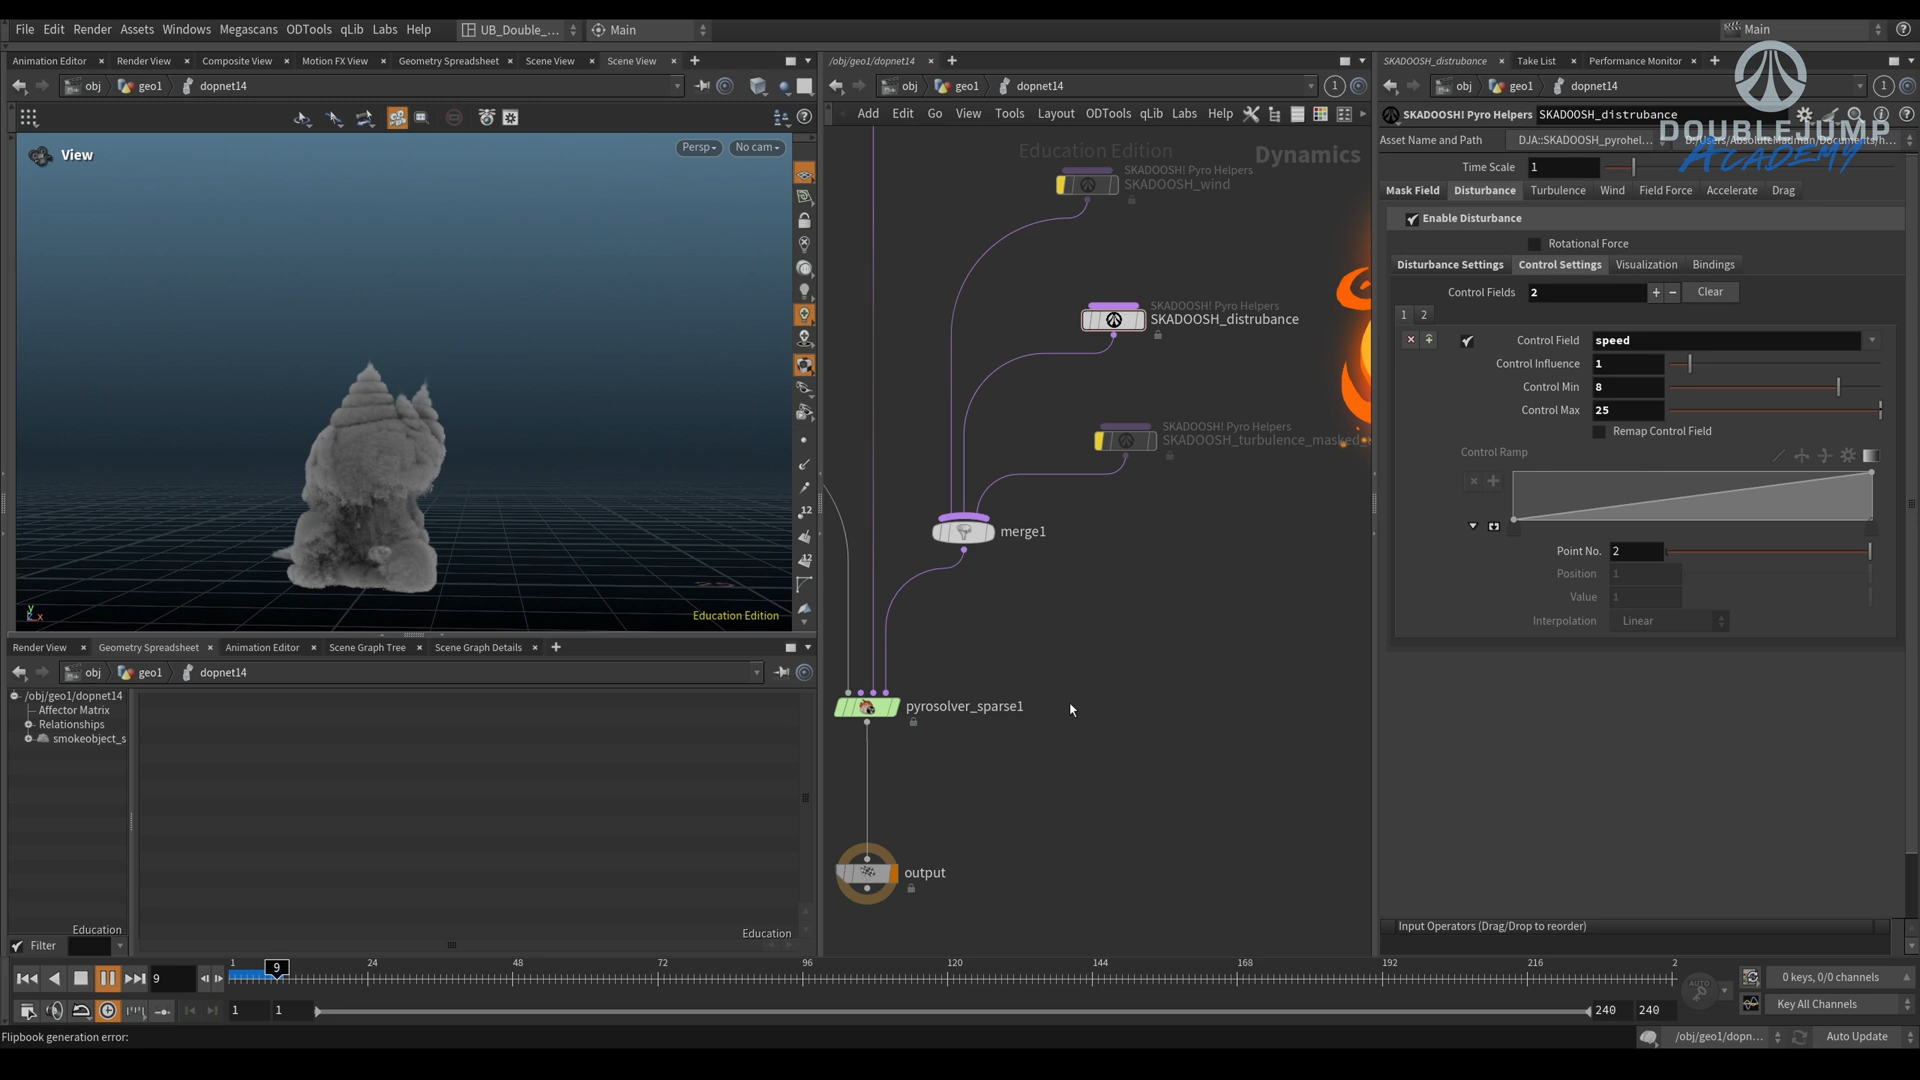 File Edit Render Assets Windows Megascans ODTools qLib Labs Help UB_Double_... Main Main
Animation Editor Render View Composite View Motion FX View Geometry Spreadsheet Scene View Scene View
obj geo1 dopnet14
View
Persp No cam
12
12
Education Edition
/obj/geo1/dopnet14
obj geo1 dopnet14 1
Add Edit Go View Tools Layout ODTools qLib Labs Help
Education Edition
Dynamics
SKADOOSH! Pyro Helpers
SKADOOSH_wind
SKADOOSH! Pyro Helpers
SKADOOSH_distrubance
SKADOOSH! Pyro Helpers
SKADOOSH_turbulence_masked
merge1
pyrosolver_sparse1
output
SKADOOSH_distrubance Take List Performance Monitor
obj geo1 dopnet14 1
SKADOOSH! Pyro Helpers SKADOOSH_distrubance
DOUBLEJUMP
ACADEMY
Asset Name and Path DJA::SKADOOSH_pyrohel... D:/Users/AbsoluteMadman/Documents/h...
Time Scale 1
Mask Field Disturbance Turbulence Wind Field Force Accelerate Drag
Enable Disturbance
Rotational Force
Disturbance Settings Control Settings Visualization Bindings
Control Fields 2 Clear
1 2
Control Field speed
Control Influence 1
Control Min 8
Control Max 25
Remap Control Field
Control Ramp
Point No. 2
Position 1
Value 1
Interpolation Linear
Input Operators (Drag/Drop to reorder)
Render View Geometry Spreadsheet Animation Editor Scene Graph Tree Scene Graph Details
obj geo1 dopnet14
/obj/geo1/dopnet14
Affector Matrix
Relationships
smokeobject_s
Education
Filter
Education
9 1 9 24 48 72 96 120 144 168 192 216 2
AUTO
0 keys, 0/0 channels
1 1 240 240 Key All Channels
Flipbook generation error: /obj/geo1/dopn... Auto Update